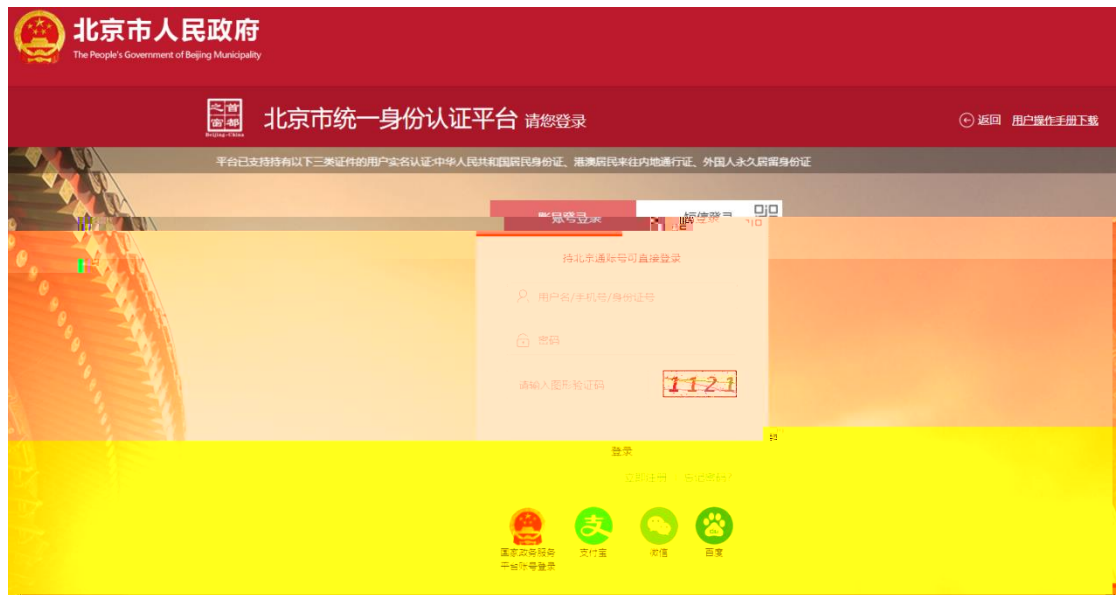 北京市人民政府
The People's Government of Beijing Municipality
之首
窗都
Beijing-China
北京市统一身份认证平台 请您登录
返回 用户操作手册下载
平台已支持持有以下三类证件的用户实名认证:中华人民共和国居民身份证、港澳居民来往内地通行证、外国人永久居留身份证
账号登录 短信登录
持北京通账号可直接登录
用户名/手机号/身份证号
密码
请输入图形验证码 1121
登录
立即注册 忘记密码?
国家政务服务
平台账号登录
支付宝
微信
百度